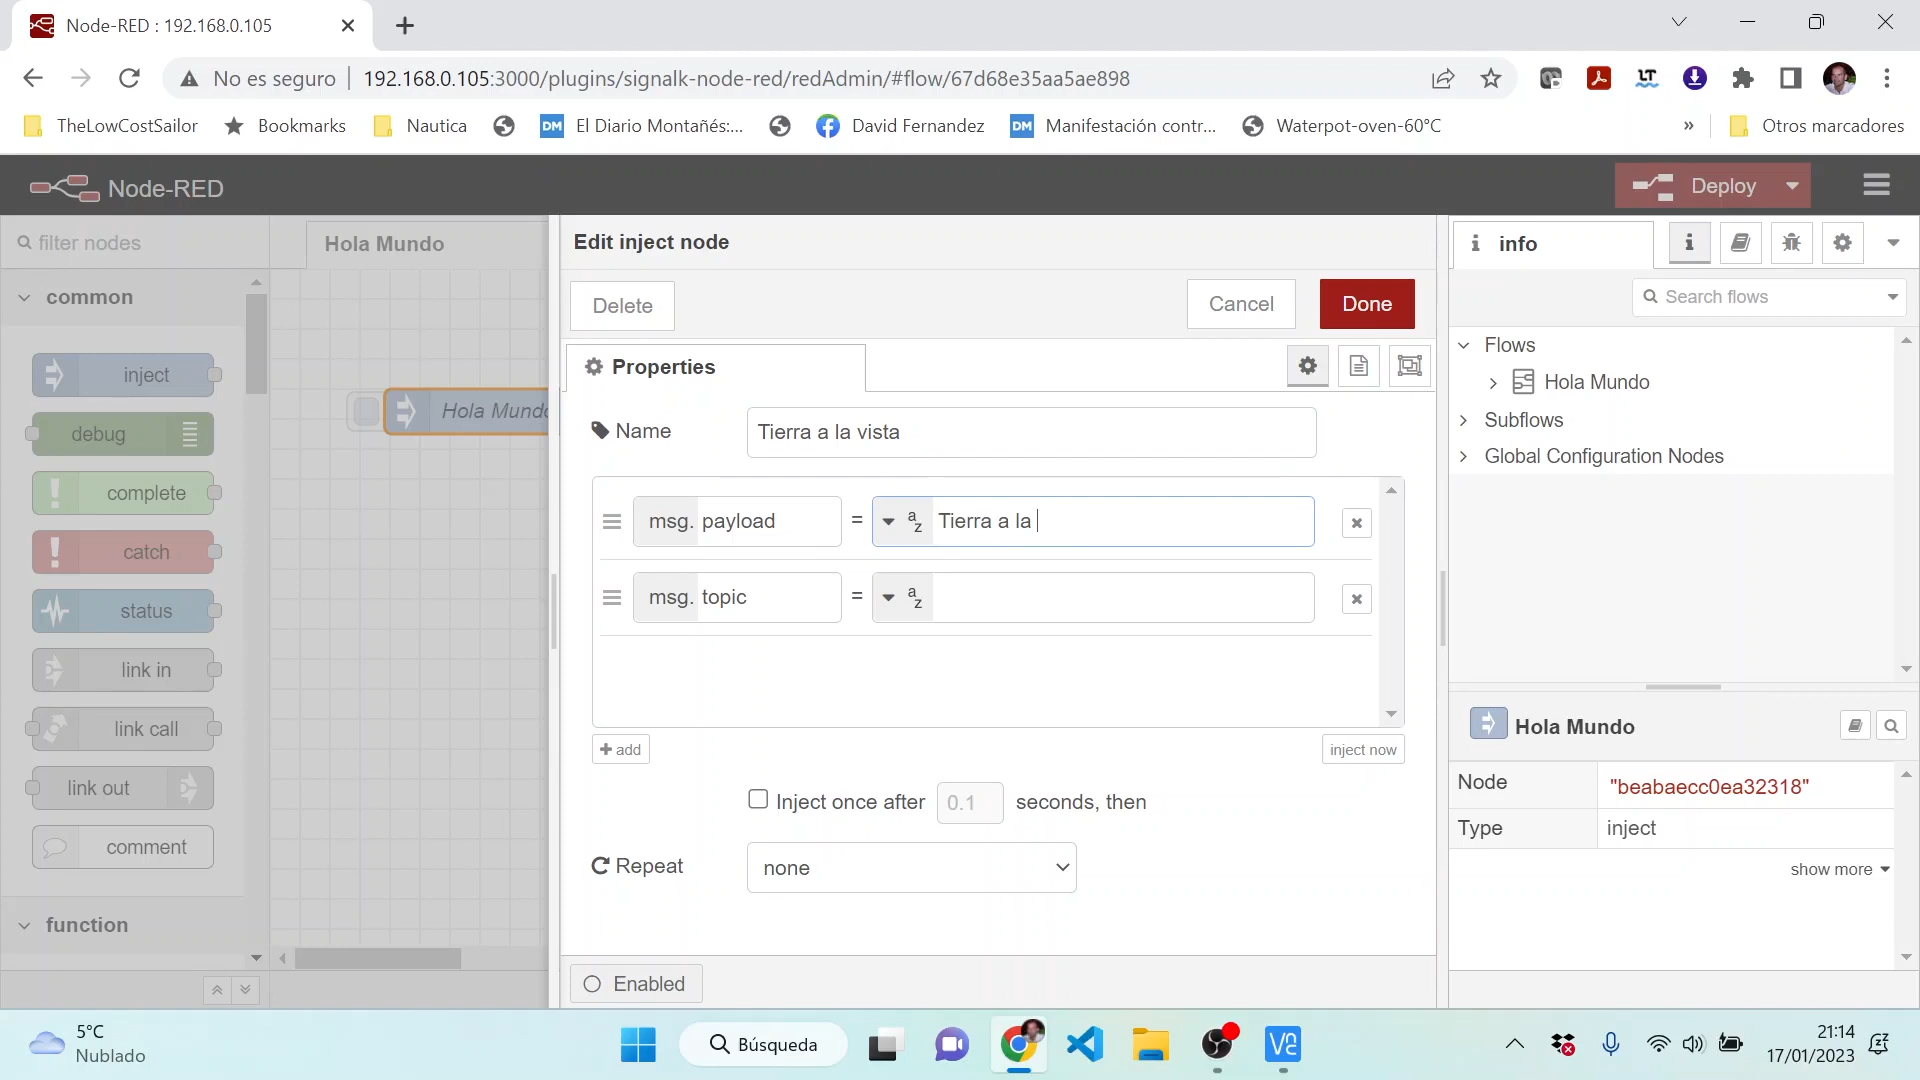 Node-RED : 192.168.0.105
No es seguro 192.168.0.105:3000/plugins/signalk-node-red/redAdmin/#flow/67d68e35aa5ae898
TheLowCostSailor Bookmarks Nautica DM El Diario Montañés:... David Fernandez DM Manifestación contr... Waterpot-oven-60°C » Otros marcadores
Node-RED Deploy
filter nodes
Hola Mundo
common
inject
debug
complete
catch
status
link in
link call
link out
comment
function
Hola Mundo
Edit inject node
Delete Cancel Done
Properties
Name Tierra a la vista
msg. payload = az Tierra a la
msg. topic = az
+ add inject now
Inject once after 0.1 seconds, then
Repeat none
Enabled
i info
Search flows
Flows
Hola Mundo
Subflows
Global Configuration Nodes
Hola Mundo
Node "beabaecc0ea32318"
Type inject
show more
5°C
Nublado
Búsqueda
21:14
17/01/2023